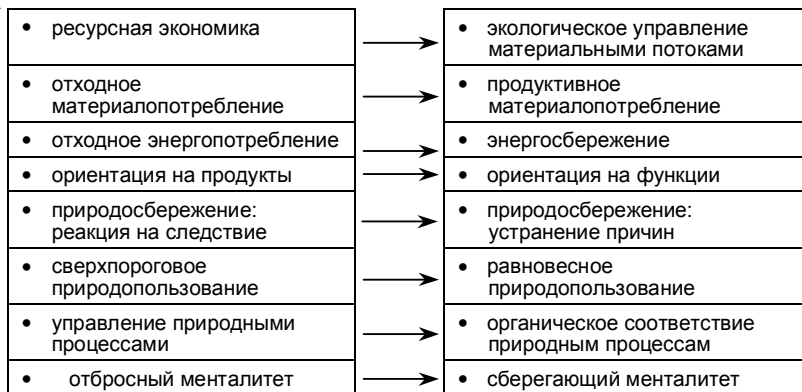 • ресурсная экономика
• экологическое управление
материальными потоками
• отходное
материалопотребление
• продуктивное
материалопотребление
• отходное энергопотребление
• энергосбережение
• ориентация на продукты
• ориентация на функции
• природосбережение:
реакция на следствие
• природосбережение:
устранение причин
• сверхпороговое
природопользование
• равновесное
природопользование
• управление природными
процессами
• органическое соответствие
природным процессам
• отбросный менталитет
• сберегающий менталитет